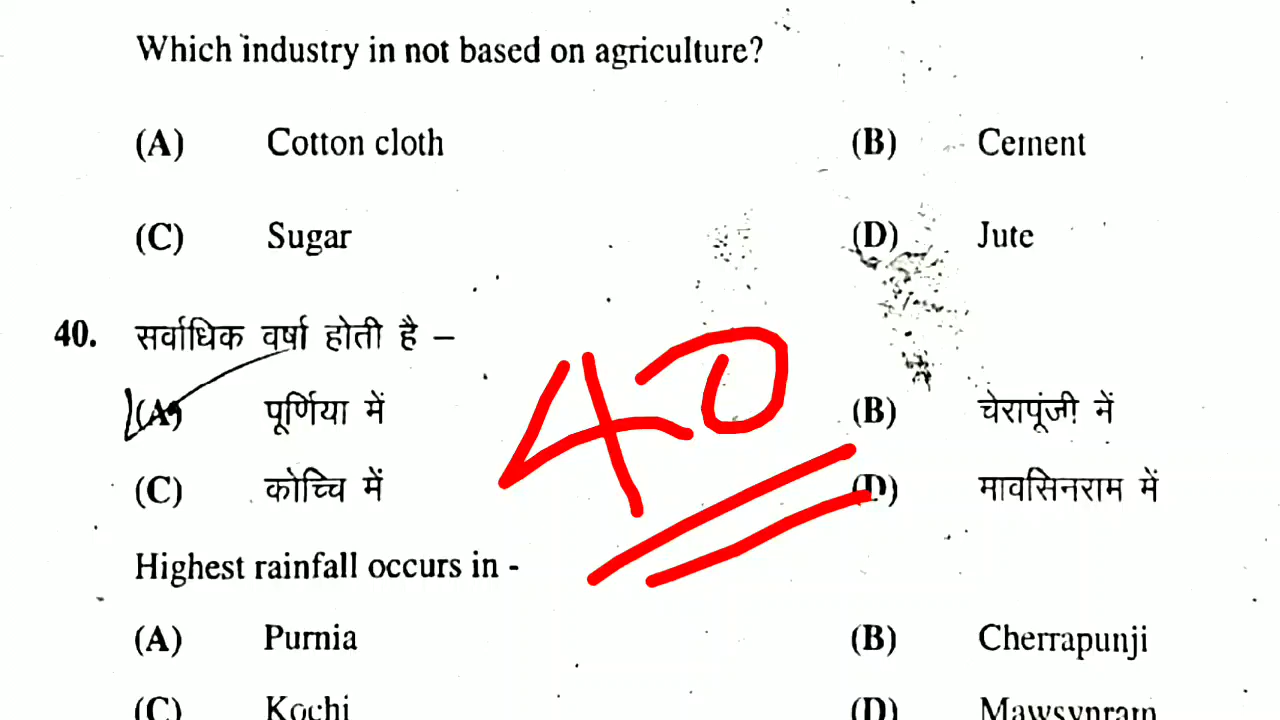 Which industry in not based on agriculture?
(A) Cotton cloth (B) Cement
(C) Sugar (D) Jute
40. सर्वाधिक वर्षा होती है –
(A) पूर्णिया में (B) चेरापूंजी में
(C) कोच्चि में (D) मावसिनराम में
40
Highest rainfall occurs in -
(A) Purnia (B) Cherrapunji
(C) Kochi (D) Mawsynram